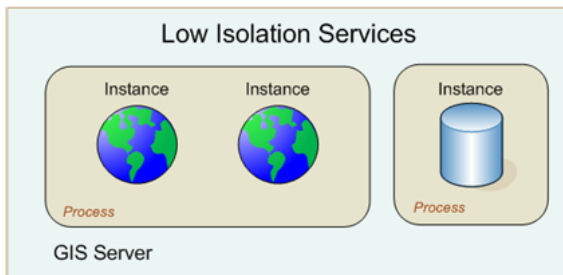 Low Isolation Services
Instance Instance Instance
Process Process
GIS Server